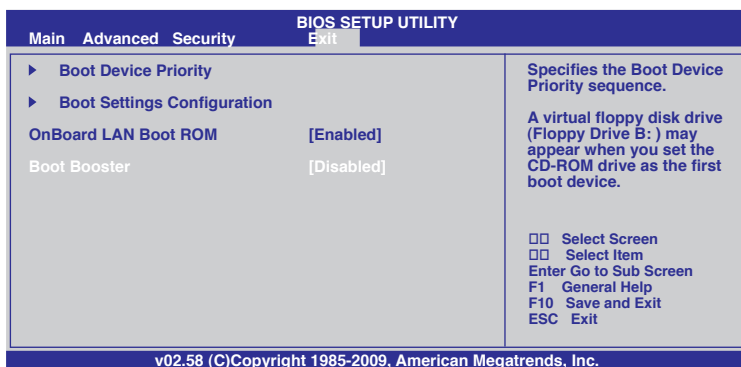 BIOS SETUP UTILITY
Main Advanced Security Exit
Boot Device Priority
Boot Settings Configuration
OnBoard LAN Boot ROM [Enabled]
Boot Booster [Disabled]
Specifies the Boot Device
Priority sequence.
A virtual floppy disk drive
(Floppy Drive B: ) may
appear when you set the
CD-ROM drive as the first
boot device.
Select Screen
Select Item
Enter Go to Sub Screen
F1 General Help
F10 Save and Exit
ESC Exit
v02.58 (C)Copyright 1985-2009, American Megatrends, Inc.